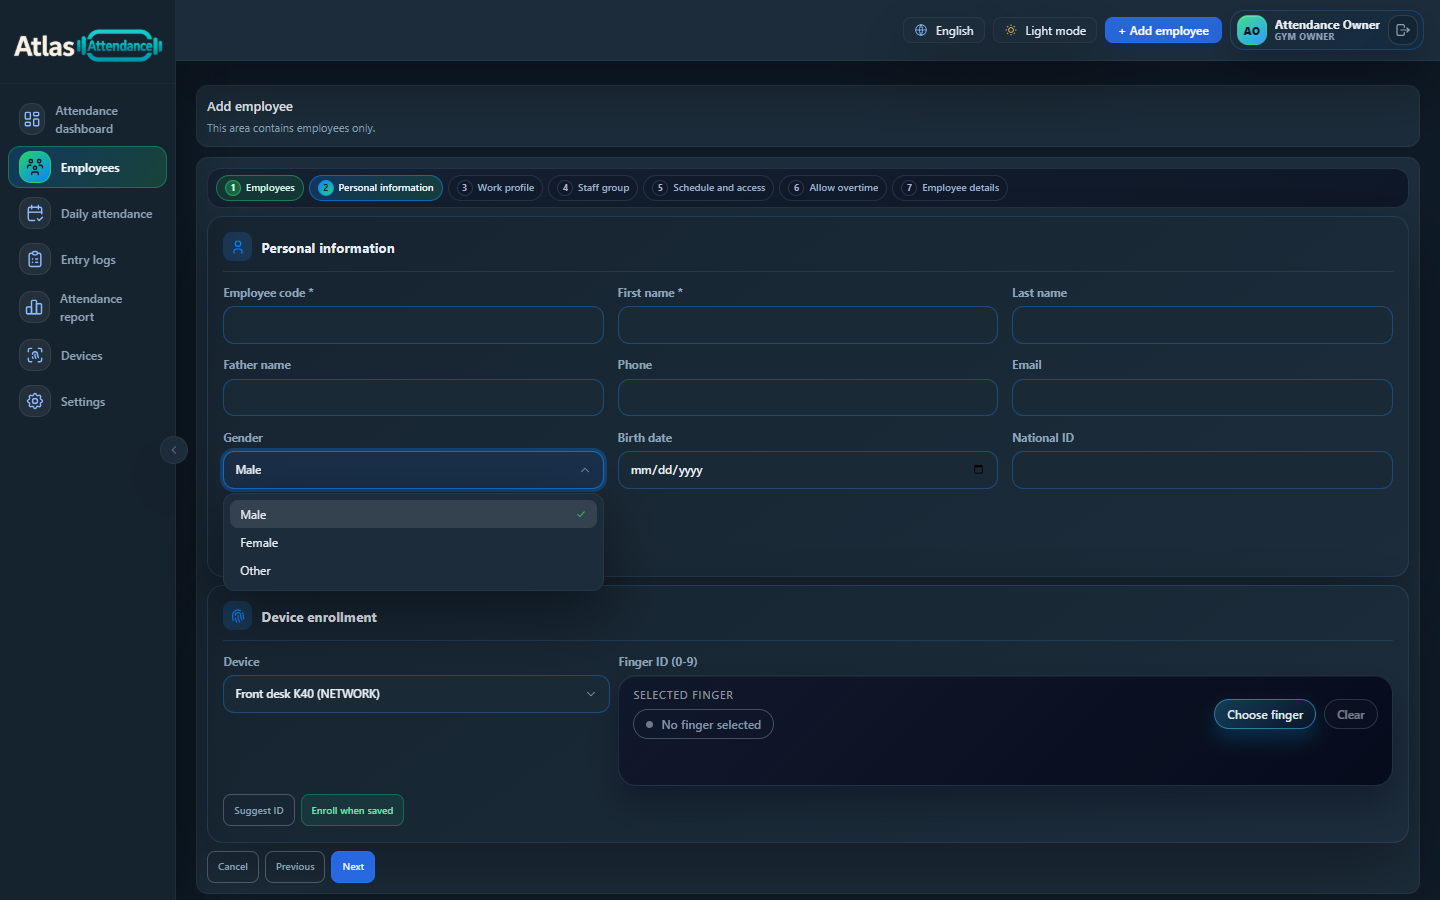 Atlas Attendance
English
Light mode
+ Add employee
AO
Attendance Owner
GYM OWNER
Attendance
dashboard
Employees
Daily attendance
Entry logs
Attendance
report
Devices
Settings
Add employee
This area contains employees only.
1 Employees
2 Personal information
3 Work profile
4 Staff group
5 Schedule and access
6 Allow overtime
7 Employee details
Personal information
Employee code *
First name *
Last name
Father name
Phone
Email
Gender
Birth date
National ID
Male
mm/dd/yyyy
Male
Female
Other
Device enrollment
Device
Finger ID (0-9)
Front desk K40 (NETWORK)
SELECTED FINGER
No finger selected
Choose finger
Clear
Suggest ID
Enroll when saved
Cancel
Previous
Next